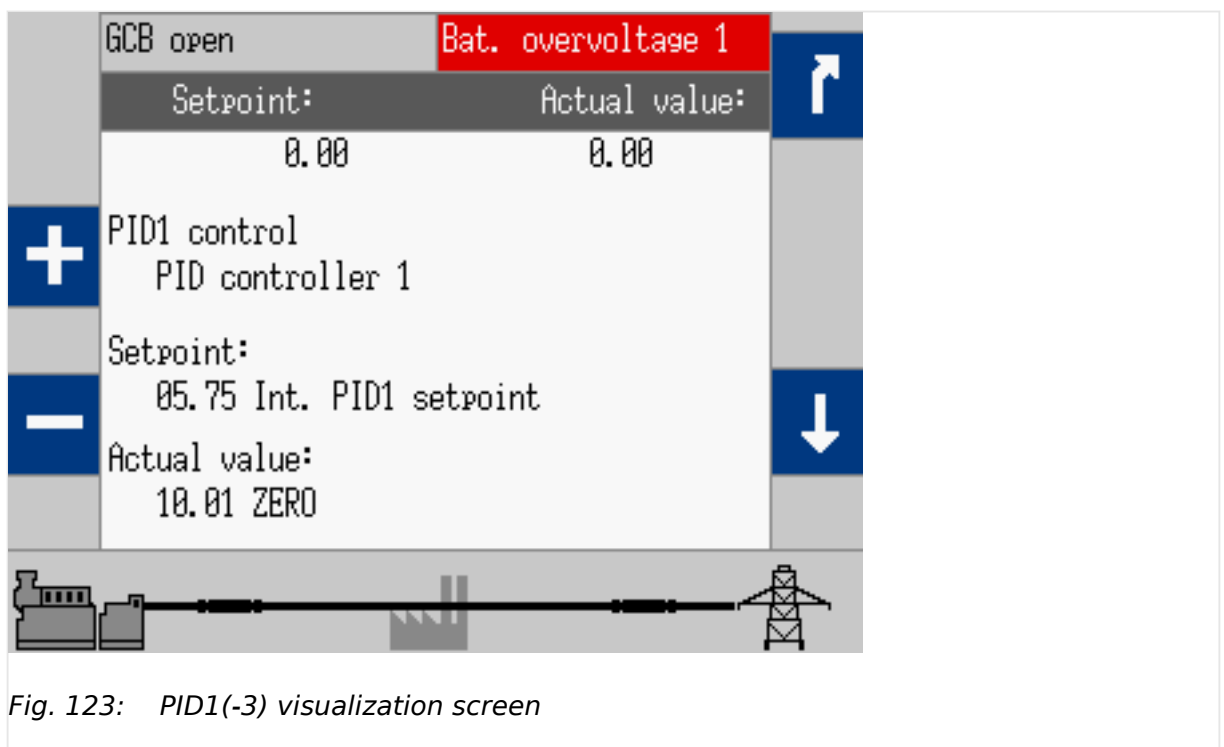 GCB open Bat. overvoltage 1
Setpoint: Actual value:
0.00 0.00
PID1 control
PID controller 1
Setpoint:
05.75 Int. PID1 setpoint
Actual value:
10.01 ZERO
Fig. 123: PID1(-3) visualization screen